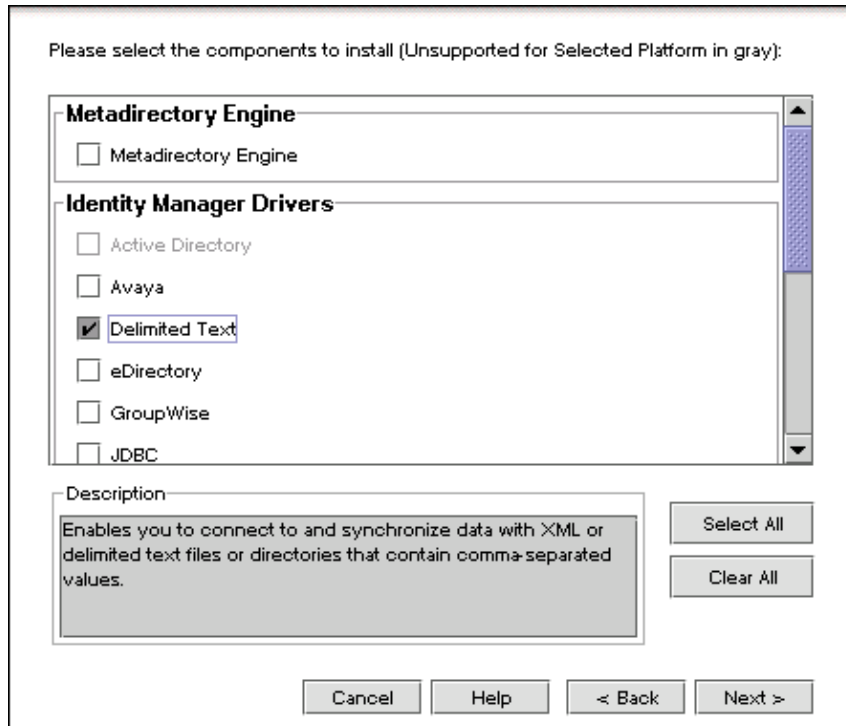 Please select the components to install (Unsupported for Selected Platform in gray):
Metadirectory Engine
Metadirectory Engine
Identity Manager Drivers
Active Directory
Avaya
Delimited Text
eDirectory
GroupWise
JDBC
Description
Enables you to connect to and synchronize data with XML or
delimited text files or directories that contain comma-separated
values.
Select All
Clear All
Cancel
Help
< Back
Next >